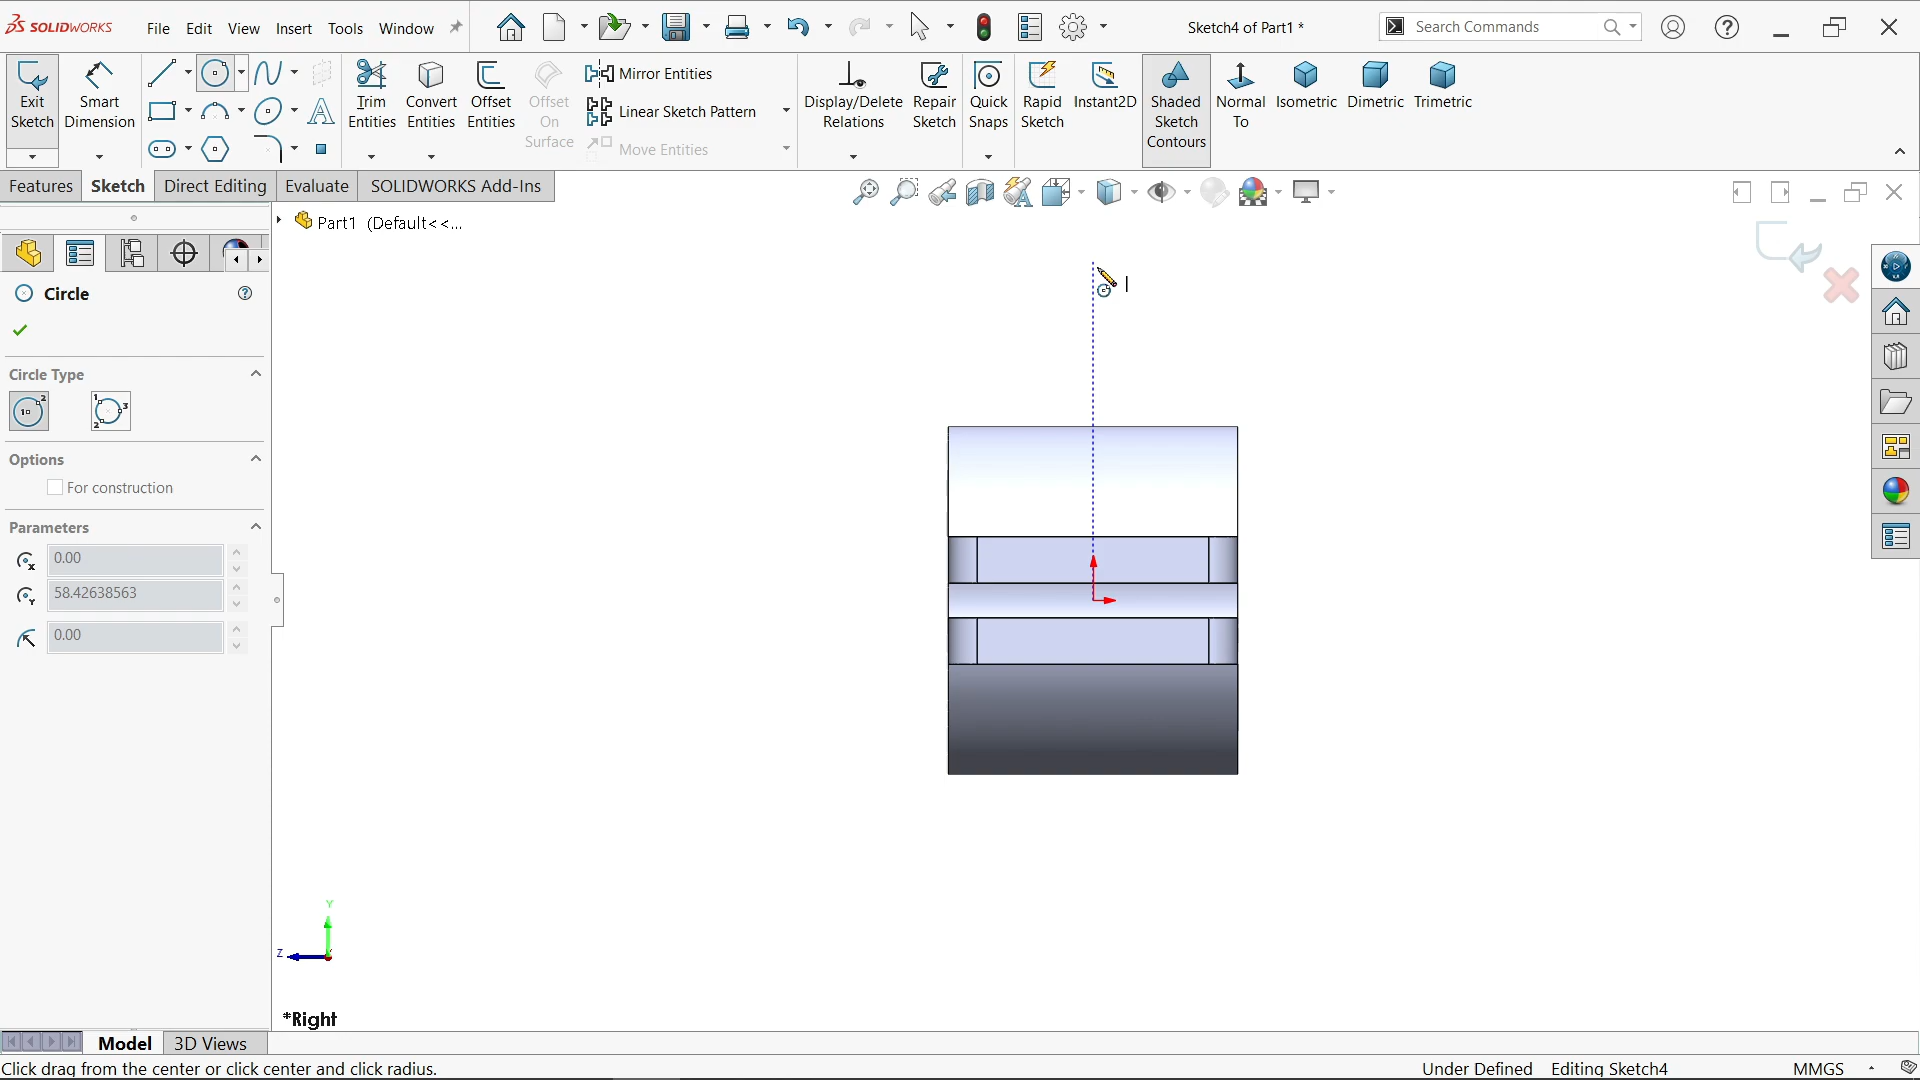 SOLIDWORKS File Edit View Insert Tools Window Sketch4 of Part1 * Search Commands
Exit Sketch
Smart Dimension
Trim Entities
Convert Entities
Offset Entities
Offset On Surface
Mirror Entities
Linear Sketch Pattern
Move Entities
Display/Delete Relations
Repair Sketch
Quick Snaps
Rapid Sketch
Instant2D
Shaded Sketch Contours
Normal To
Isometric
Dimetric
Trimetric
Features Sketch Direct Editing Evaluate SOLIDWORKS Add-Ins
Part1 (Default<<...
Circle
Circle Type
Options
For construction
Parameters
0.00
58.42638563
0.00
Y
Z
*Right
Model 3D Views
Click drag from the center or click center and click radius. Under Defined Editing Sketch4 MMGS